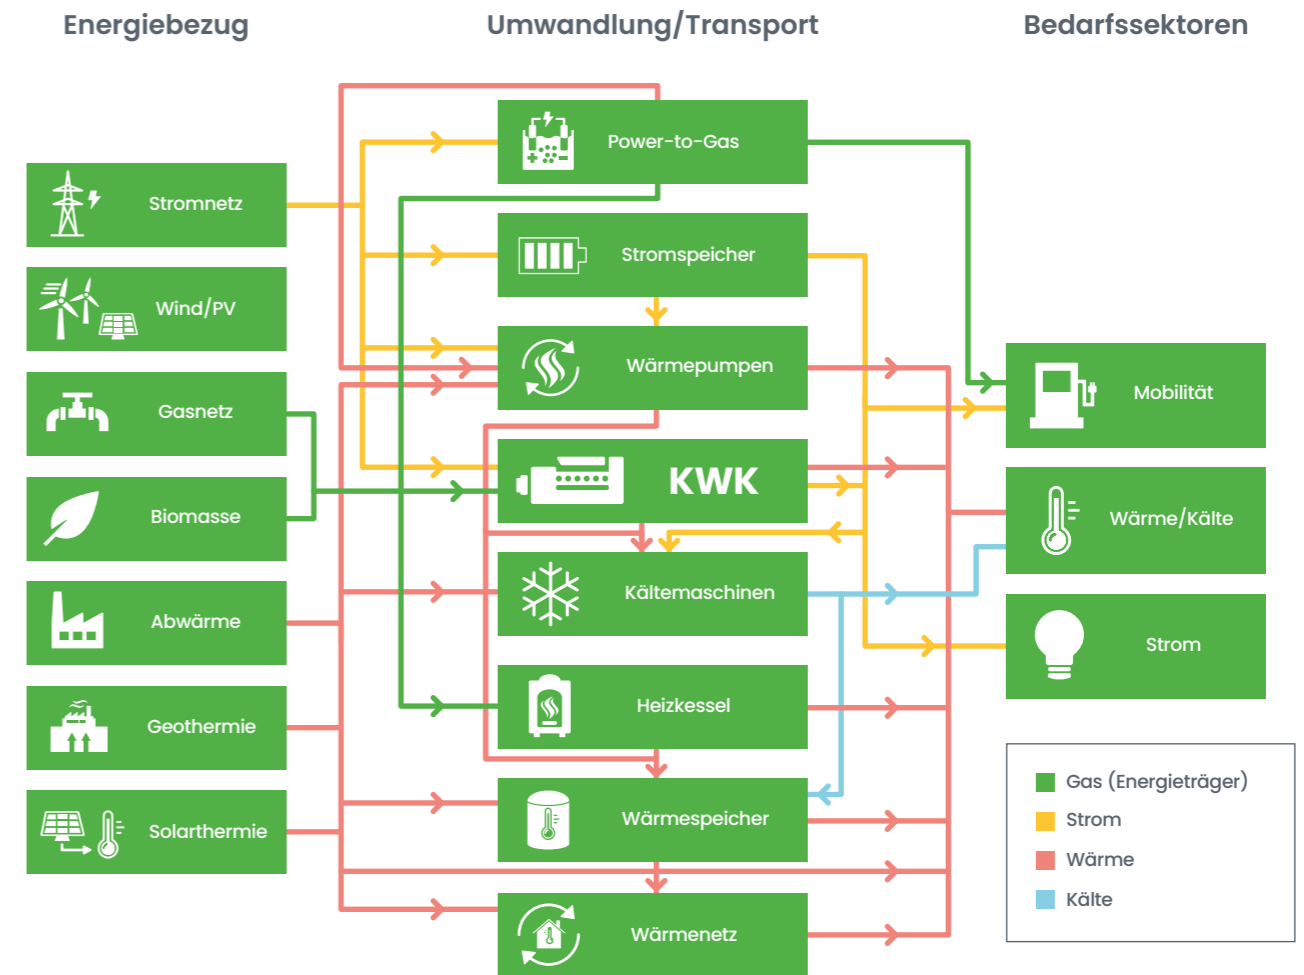 Energiebezug
Umwandlung/Transport
Bedarfssektoren
Stromnetz
Wind/PV
Gasnetz
Biomasse
Abwärme
Geothermie
Solarthermie
Power-to-Gas
Stromspeicher
Wärmepumpen
KWK
Kältemaschinen
Heizkessel
Wärmespeicher
Wärmenetz
Mobilität
Wärme/Kälte
Strom
Gas (Energieträger)
Strom
Wärme
Kälte